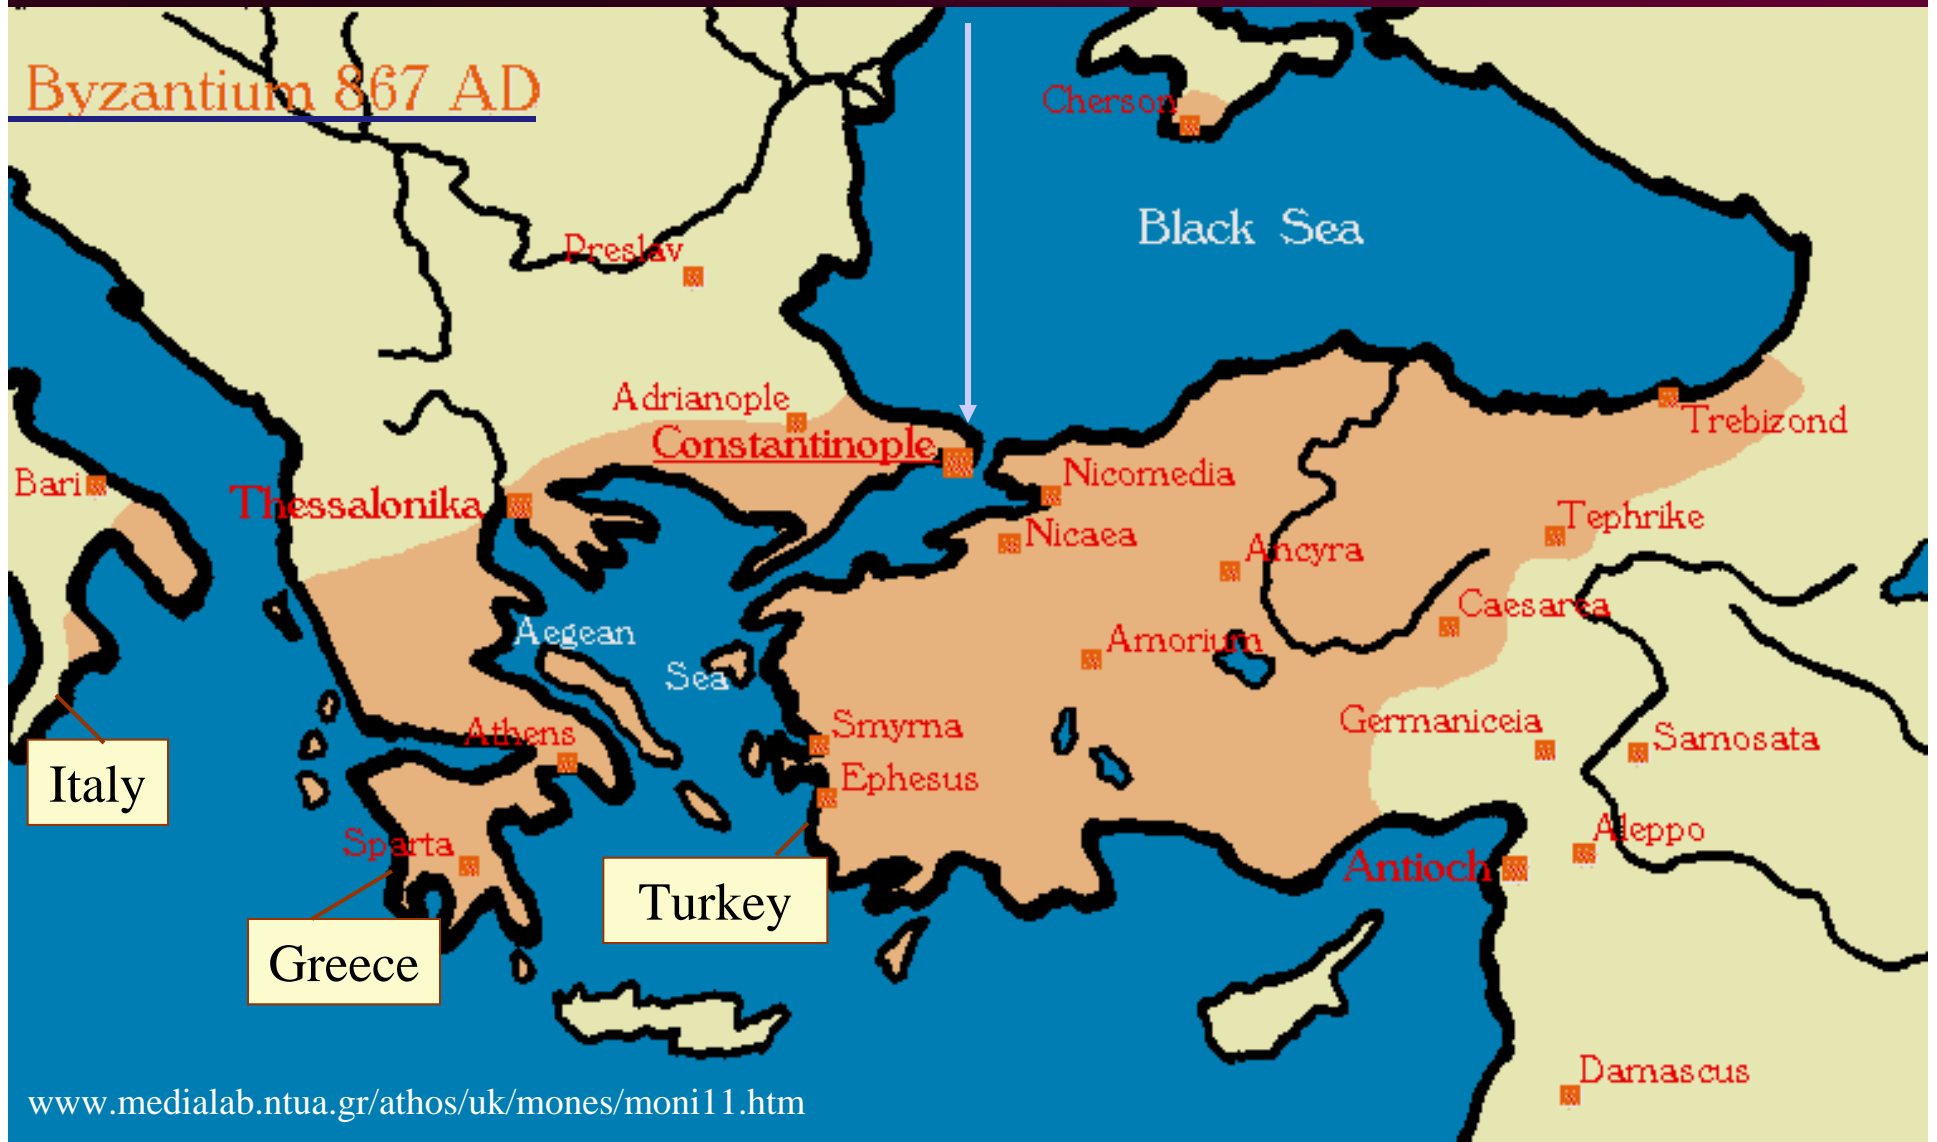 Byzantium 867 AD
Cherson
Black Sea
Preslav
Adrianople
Constantinople
Trebizond
Bari
Thessalonika
Nicomedia
Nicaea
Tephrike
Ancyra
Caesarea
Aegean
Sea
Amorium
Athens
Smyrna
Germaniceia
Samosata
Italy
Ephesus
Sparta
Aleppo
Antioch
Turkey
Greece
Damascus
www.medialab.ntua.gr/athos/uk/mones/moni11.htm